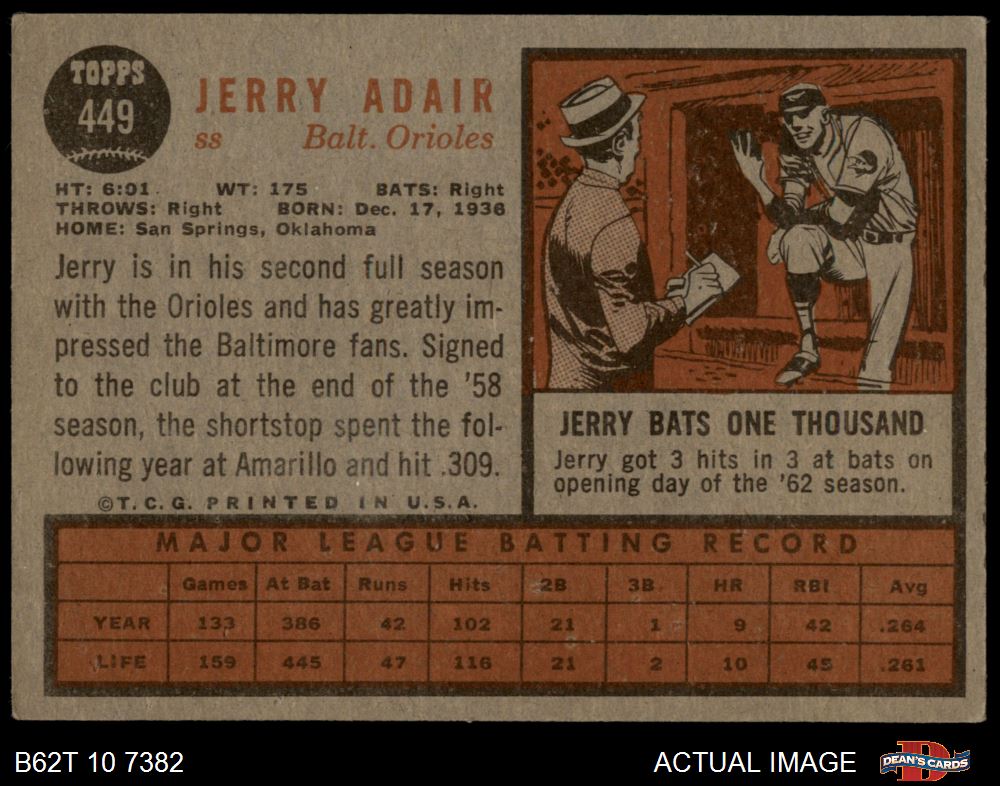 TOPPS
449
JERRY ADAIR
ss Balt. Orioles
HT: 6:01 WT: 175 BATS: Right
THROWS: Right BORN: Dec. 17, 1936
HOME: San Springs, Oklahoma
Jerry is in his second full season
with the Orioles and has greatly im-
pressed the Baltimore fans. Signed
to the club at the end of the '58
season, the shortstop spent the fol-
lowing year at Amarillo and hit .309.
©T.C.G. PRINTED IN U.S.A.
JERRY BATS ONE THOUSAND
Jerry got 3 hits in 3 at bats on
opening day of the '62 season.
MAJOR LEAGUE BATTING RECORD
Games At Bat Runs Hits 2B 3B HR RBI Avg
YEAR 133 386 42 102 21 1 9 42 .264
LIFE 159 445 47 116 21 2 10 45 .261
B62T 10 7382 ACTUAL IMAGE D DEAN'S CARDS